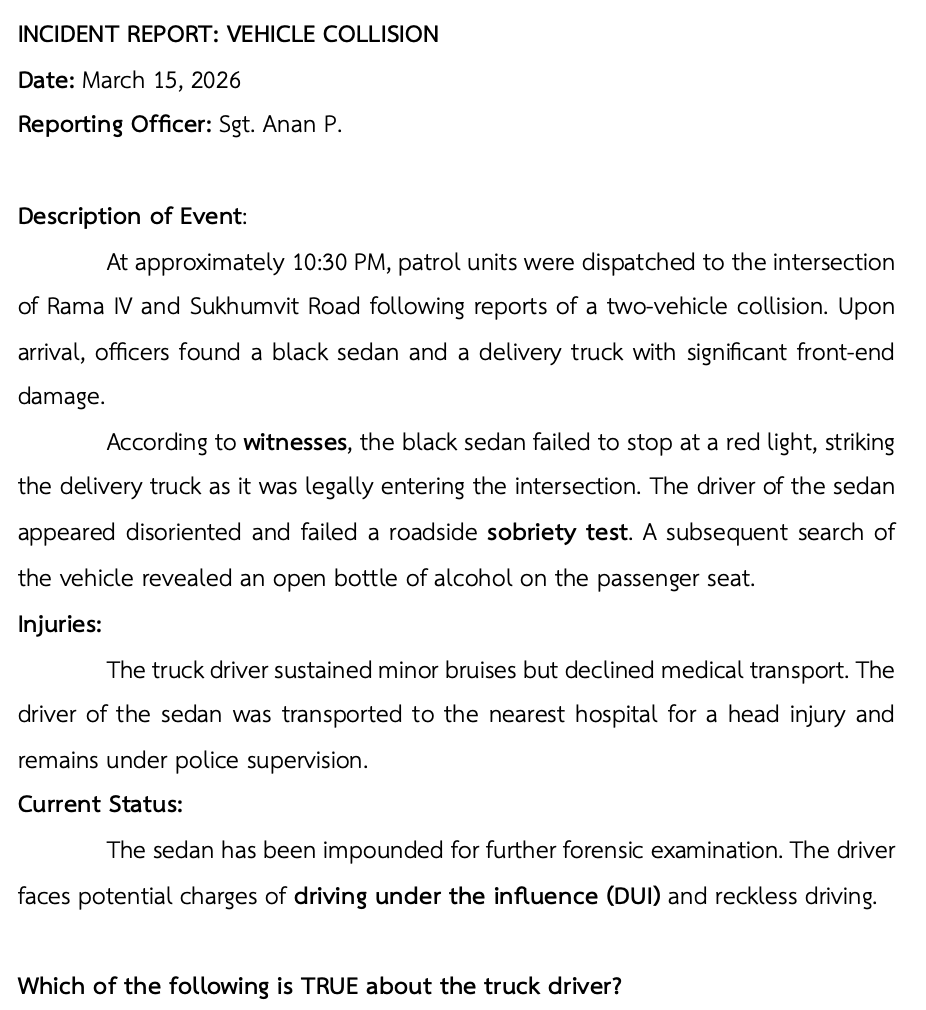 INCIDENT REPORT: VEHICLE COLLISION
Date: March 15, 2026
Reporting Officer: Sgt. Anan P.
Description of Event:
At approximately 10:30 PM, patrol units were dispatched to the intersection
of Rama IV and Sukhumvit Road following reports of a two-vehicle collision. Upon
arrival, officers found a black sedan and a delivery truck with significant front-end
damage.
According to witnesses, the black sedan failed to stop at a red light, striking
the delivery truck as it was legally entering the intersection. The driver of the sedan
appeared disoriented and failed a roadside sobriety test. A subsequent search of
the vehicle revealed an open bottle of alcohol on the passenger seat.
Injuries:
The truck driver sustained minor bruises but declined medical transport. The
driver of the sedan was transported to the nearest hospital for a head injury and
remains under police supervision.
Current Status:
The sedan has been impounded for further forensic examination. The driver
faces potential charges of driving under the influence (DUI) and reckless driving.
Which of the following is TRUE about the truck driver?